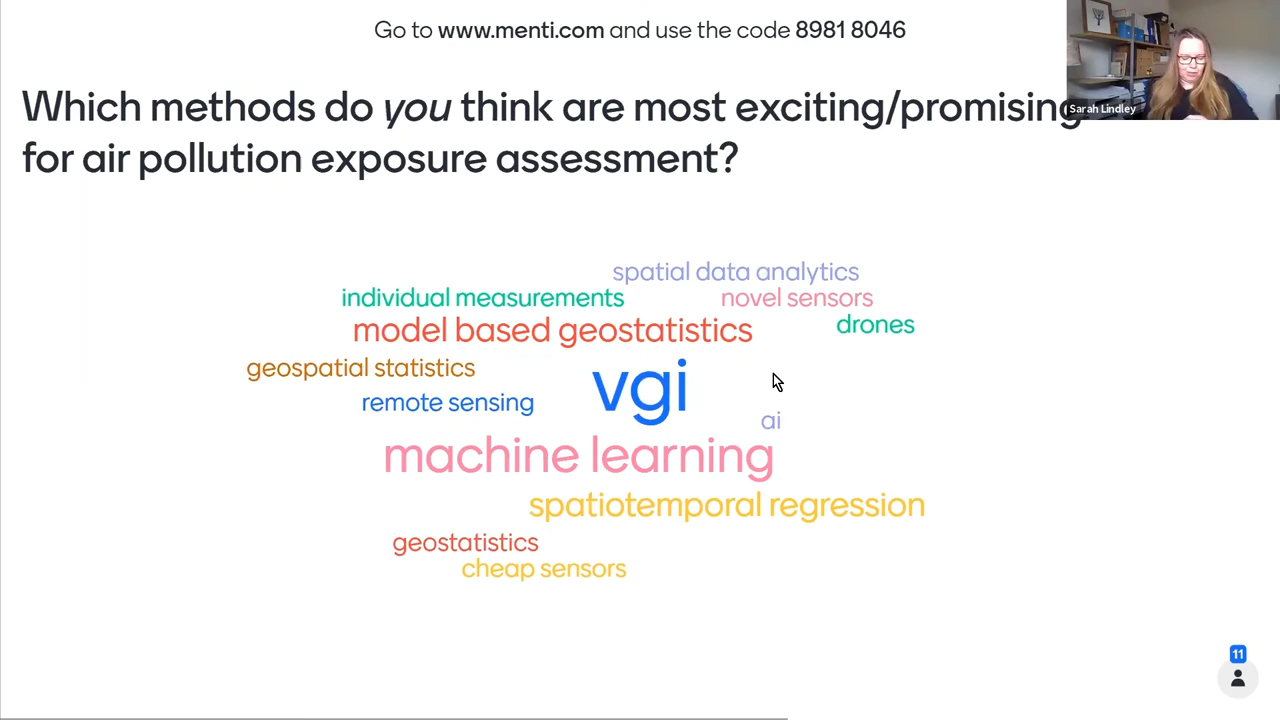 Go to www.menti.com and use the code 8981 8046
Sarah Lindley
Which methods do you think are most exciting/promising
for air pollution exposure assessment?
spatial data analytics
individual measurements
novel sensors
drones
model based geostatistics
geospatial statistics
vgi
remote sensing
ai
machine learning
spatiotemporal regression
geostatistics
cheap sensors
11